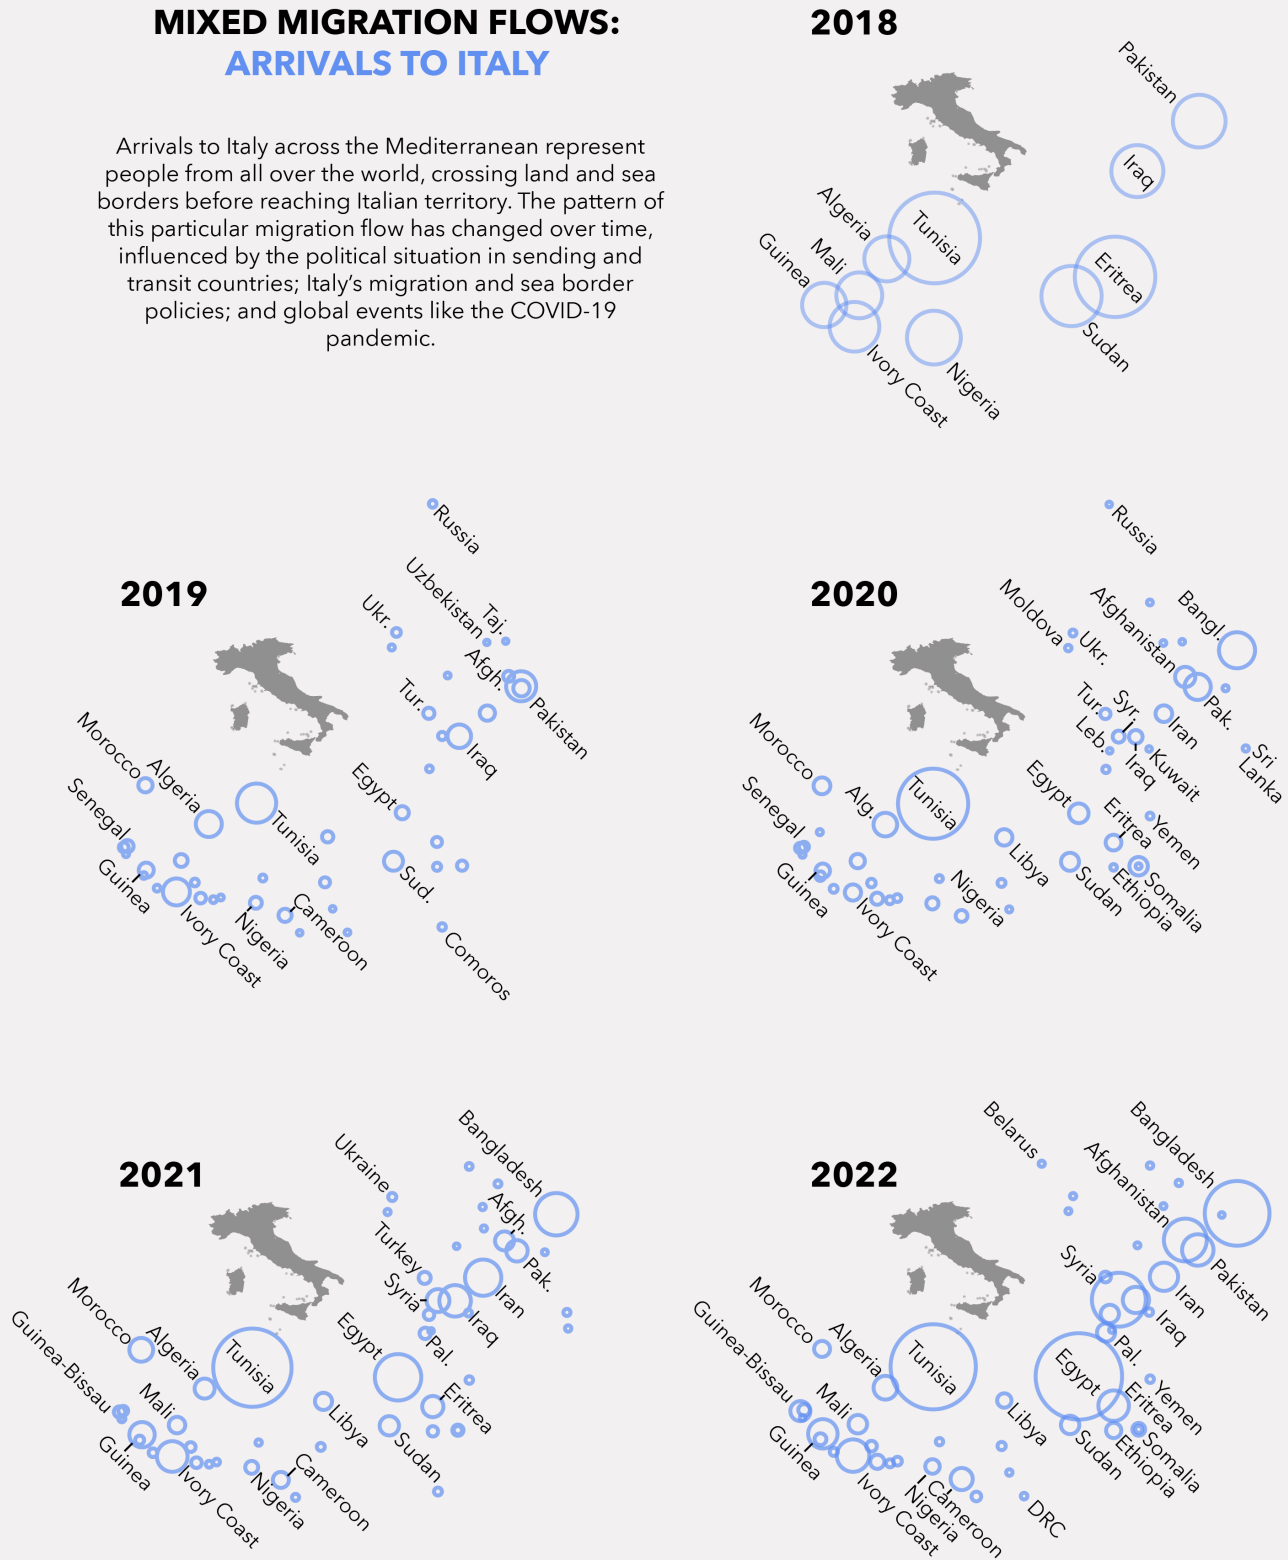 MIXED MIGRATION FLOWS:
ARRIVALS TO ITALY
Arrivals to Italy across the Mediterranean represent
people from all over the world, crossing land and sea
borders before reaching Italian territory. The pattern of
this particular migration flow has changed over time,
influenced by the political situation in sending and
transit countries; Italy’s migration and sea border
policies; and global events like the COVID-19
pandemic.
2018
Pakistan
Iraq
Algeria
Tunisia
Mali
Guinea
Eritrea
Sudan
Ivory Coast
Nigeria
2019
Russia
Uzbekistan
Taj.
Ukr.
Afgh.
Tur.
Pakistan
Iraq
Morocco
Algeria
Egypt
Senegal
Tunisia
Guinea
Sud.
Ivory Coast
Nigeria
Cameroon
Comoros
2020
Russia
Moldova
Ukr.
Afghanistan
Bangl.
Tur.
Syr.
Pak.
Leb.
Iran
Iraq
Kuwait
Sri
Lanka
Morocco
Alg.
Tunisia
Egypt
Senegal
Eritrea
Yemen
Libya
Guinea
Sudan
Ethiopia
Somalia
Nigeria
Ivory Coast
2021
Bangladesh
Ukraine
Afgh.
Turkey
Pak.
Syria
Iran
Iraq
Morocco
Algeria
Tunisia
Egypt
Pal.
Guinea-Bissau
Mali
Eritrea
Libya
Guinea
Sudan
Ivory Coast
Nigeria
Cameroon
2022
Belarus
Bangladesh
Afghanistan
Syria
Pakistan
Iran
Iraq
Morocco
Algeria
Tunisia
Egypt
Pal.
Guinea-Bissau
Mali
Yemen
Eritrea
Libya
Somalia
Guinea
Sudan
Ethiopia
Ivory Coast
Nigeria
Cameroon
DRC